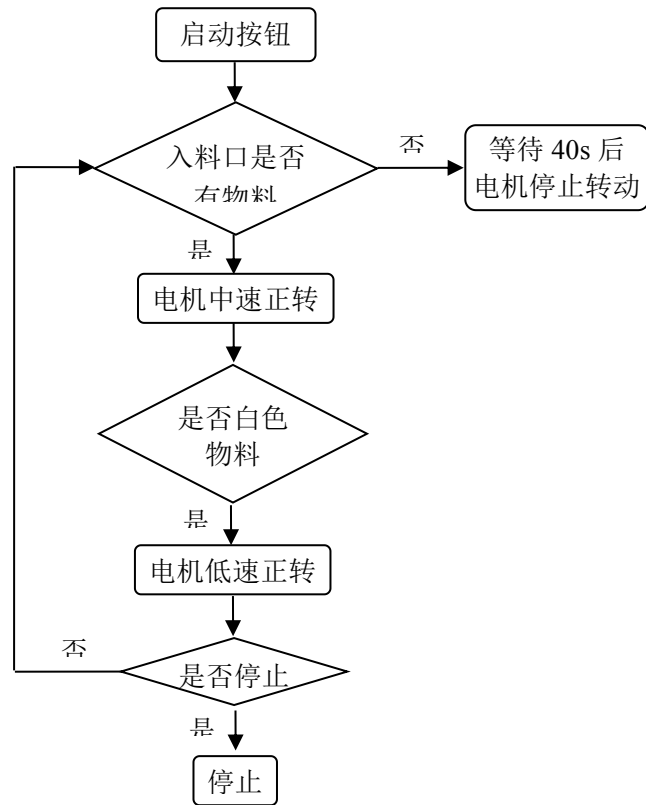 启动按钮
入料口是否
有物料
否
等待 40s 后
电机停止转动
是
电机中速正转
是否白色
物料
是
电机低速正转
否
是否停止
是
停止